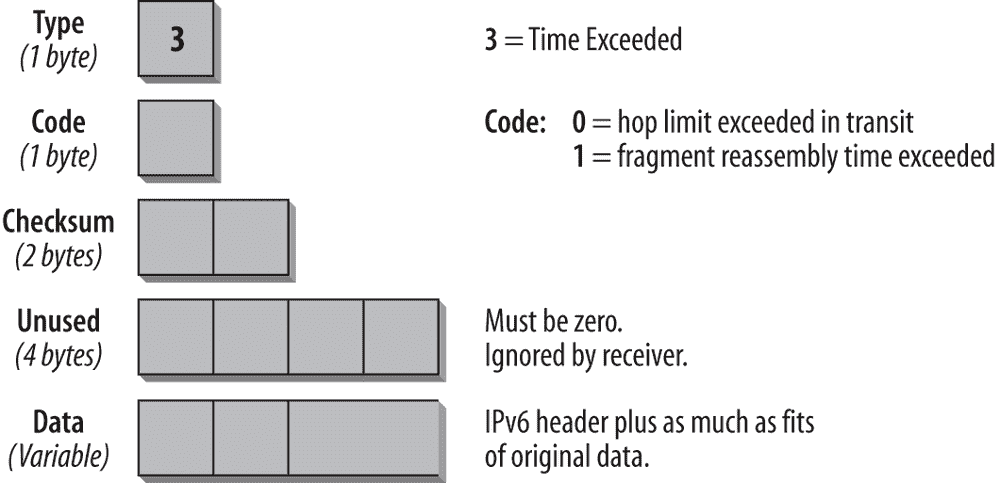 Type
(1 byte)
3
3 = Time Exceeded
Code
(1 byte)
Code: 0 = hop limit exceeded in transit
1 = fragment reassembly time exceeded
Checksum
(2 bytes)
Unused
(4 bytes)
Must be zero.
Ignored by receiver.
Data
(Variable)
IPv6 header plus as much as fits
of original data.